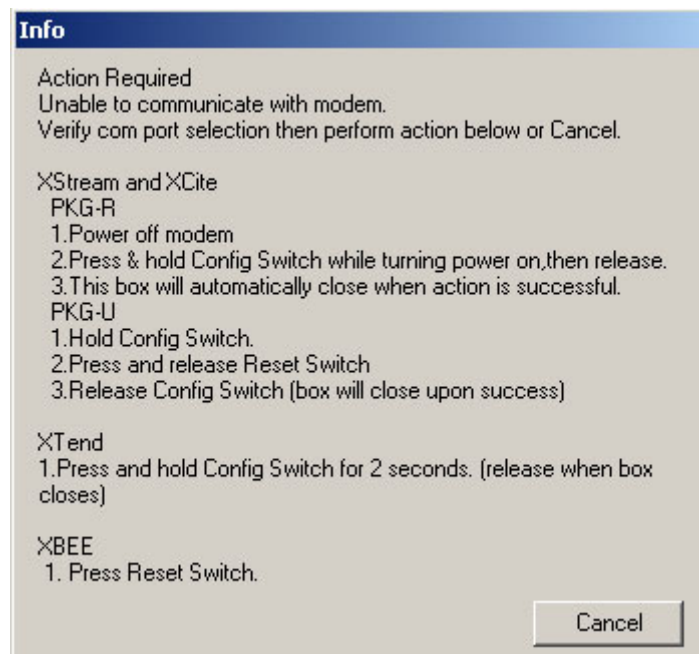 Info
Action Required
Unable to communicate with modem.
Verify com port selection then perform action below or Cancel.
XStream and XCite
PKG-R
1.Power off modem
2.Press & hold Config Switch while turning power on,then release.
3.This box will automatically close when action is successful.
PKG-U
1.Hold Config Switch.
2.Press and release Reset Switch
3.Release Config Switch (box will close upon success)
XTend
1.Press and hold Config Switch for 2 seconds. (release when box
closes)
XBEE
1. Press Reset Switch.
Cancel